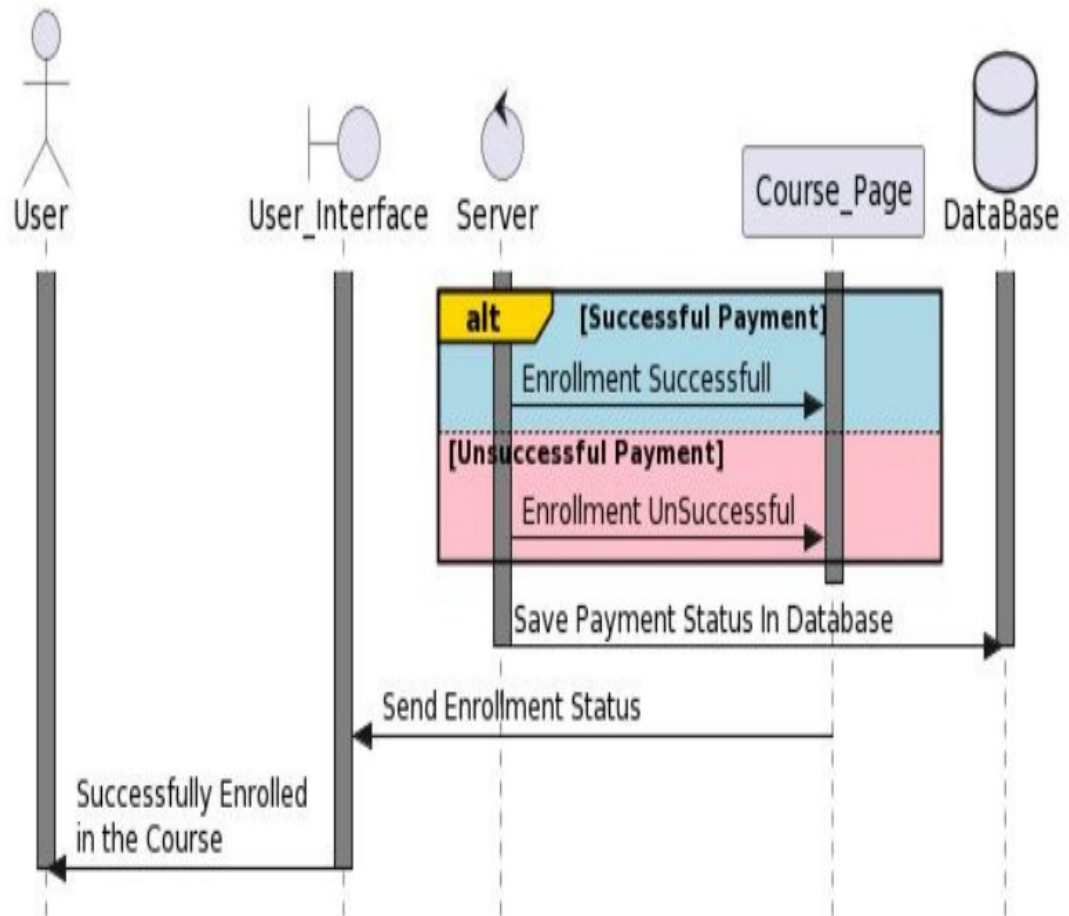 User
User_Interface
Server
Course_Page
DataBase
alt
[Successful Payment]
Enrollment Successfull
[Unsuccessful Payment]
Enrollment UnSuccessful
Save Payment Status In Database
Send Enrollment Status
Successfully Enrolled
in the Course